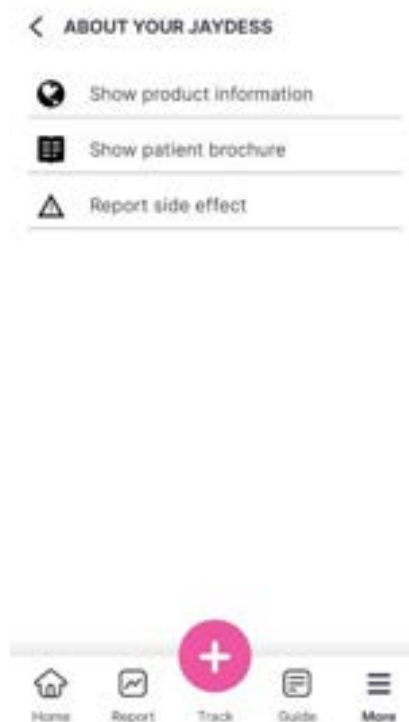 ABOUT YOUR JAYDESS
Show product information
Show patient brochure
Report side effect
Home Report Track Guide More